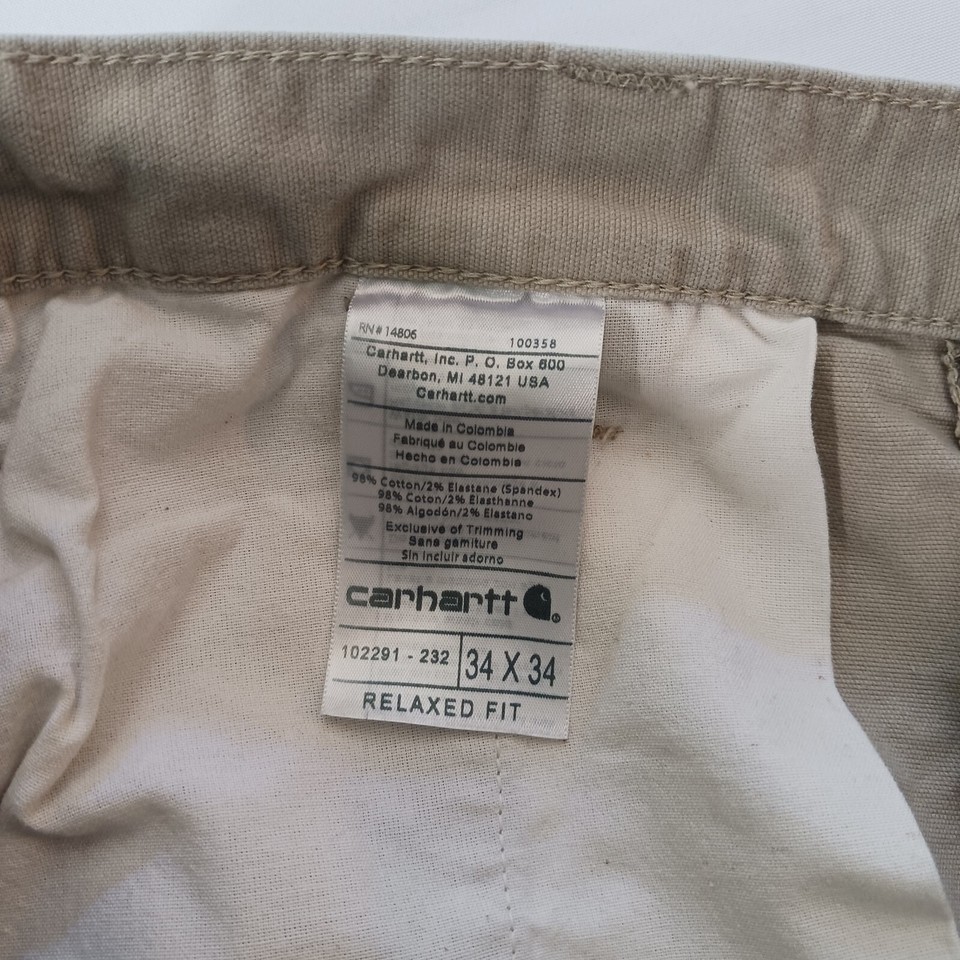 RN# 14806 100358
Carhartt, Inc. P. O. Box 600
Dearbon, MI 48121 USA
Carhartt.com
Made in Colombia
Fabriqué au Colombie
Hecho en Colombia
98% Cotton/2% Elastane (Spandex)
98% Coton/2% Elasthanne
98% Algodón/2% Elastano
Exclusive of Trimming
Sans garniture
Sin incluir adorno
carhartt ®
102291 - 232
34 X 34
RELAXED FIT